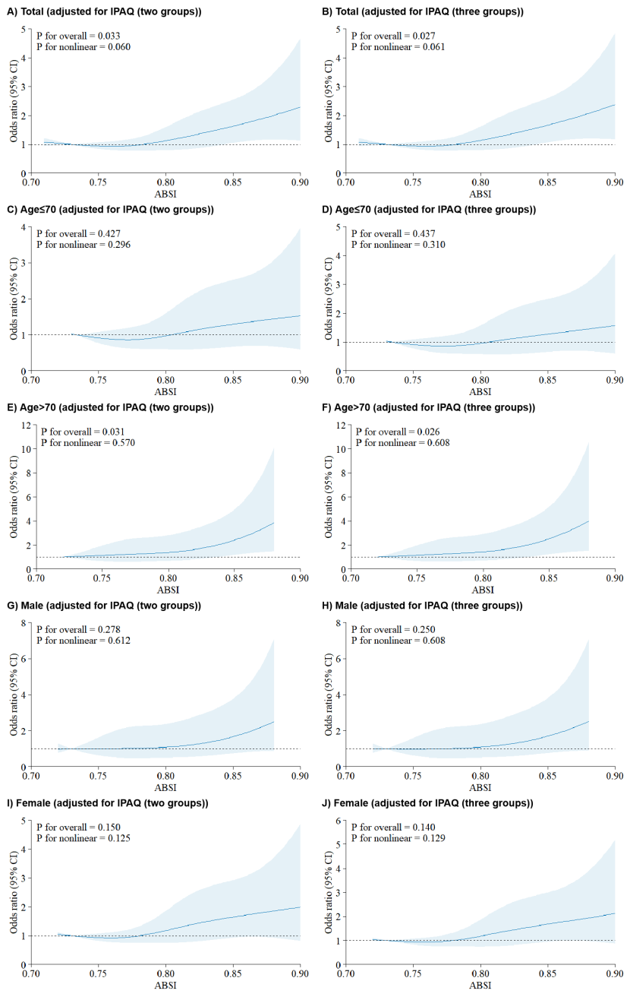 A) Total (adjusted for IPAQ (two groups))
P for overall = 0.033
P for nonlinear = 0.060
Odds ratio (95% CI)
5
4
3
2
1
0
0.70 0.75 0.80 0.85 0.90
ABSI
B) Total (adjusted for IPAQ (three groups))
P for overall = 0.027
P for nonlinear = 0.061
Odds ratio (95% CI)
5
4
3
2
1
0
0.70 0.75 0.80 0.85 0.90
ABSI
C) Age≤70 (adjusted for IPAQ (two groups))
P for overall = 0.427
P for nonlinear = 0.296
Odds ratio (95% CI)
4
3
2
1
0
0.70 0.75 0.80 0.85 0.90
ABSI
D) Age≤70 (adjusted for IPAQ (three groups))
P for overall = 0.437
P for nonlinear = 0.310
Odds ratio (95% CI)
5
4
3
2
1
0
0.70 0.75 0.80 0.85 0.90
ABSI
E) Age>70 (adjusted for IPAQ (two groups))
P for overall = 0.031
P for nonlinear = 0.570
Odds ratio (95% CI)
12
10
8
6
4
2
0
0.70 0.75 0.80 0.85 0.90
ABSI
F) Age>70 (adjusted for IPAQ (three groups))
P for overall = 0.026
P for nonlinear = 0.608
Odds ratio (95% CI)
12
10
8
6
4
2
0
0.70 0.75 0.80 0.85 0.90
ABSI
G) Male (adjusted for IPAQ (two groups))
P for overall = 0.278
P for nonlinear = 0.612
Odds ratio (95% CI)
8
6
4
2
0
0.70 0.75 0.80 0.85 0.90
ABSI
H) Male (adjusted for IPAQ (three groups))
P for overall = 0.250
P for nonlinear = 0.608
Odds ratio (95% CI)
8
6
4
2
0
0.70 0.75 0.80 0.85 0.90
ABSI
I) Female (adjusted for IPAQ (two groups))
P for overall = 0.150
P for nonlinear = 0.125
Odds ratio (95% CI)
5
4
3
2
1
0
0.70 0.75 0.80 0.85 0.90
ABSI
J) Female (adjusted for IPAQ (three groups))
P for overall = 0.140
P for nonlinear = 0.129
Odds ratio (95% CI)
6
5
4
3
2
1
0
0.70 0.75 0.80 0.85 0.90
ABSI